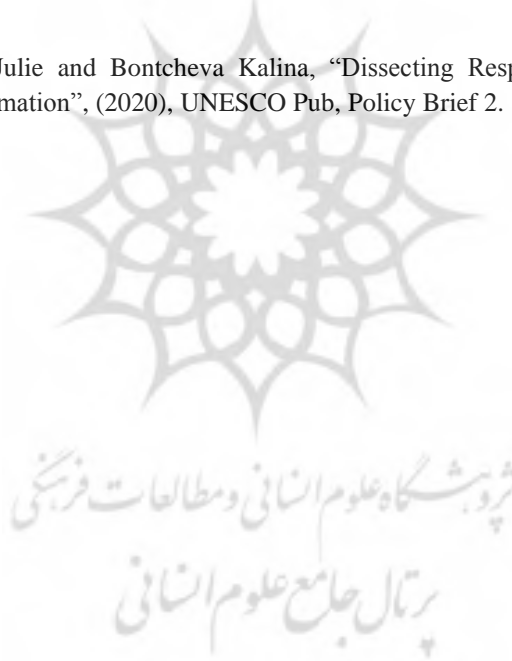 Julie and Bontcheva Kalina, “Dissecting Resp
mation”, (2020), UNESCO Pub, Policy Brief 2.
پژوهشگاه علوم انسانی و مطالعات فرهنگی
پرتال جامع علوم انسانی